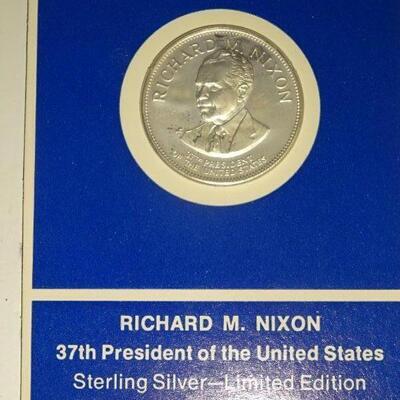 RICHARD M. NIXON
37TH PRESIDENT
OF THE UNITED STATES
RICHARD M. NIXON
37th President of the United States
Sterling Silver—Limited Edition